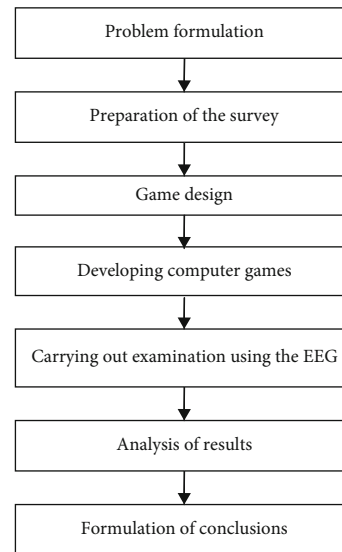 Problem formulation
Preparation of the survey
Game design
Developing computer games
Carrying out examination using the EEG
Analysis of results
Formulation of conclusions